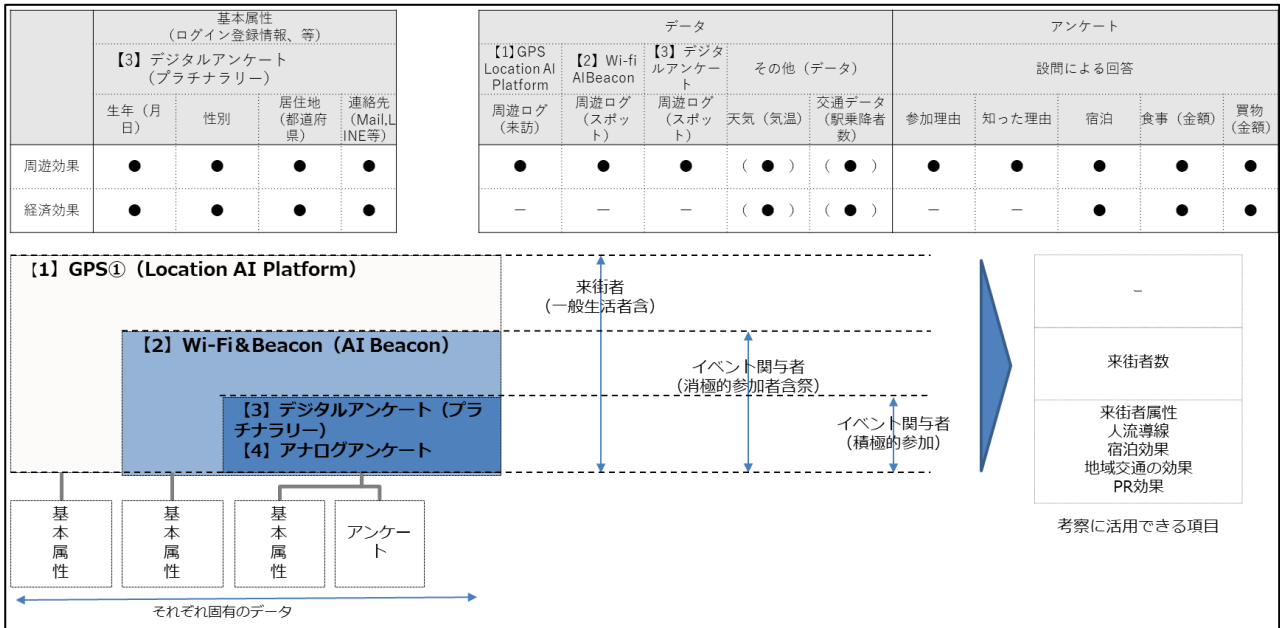 基本属性
（ログイン登録情報、等）
【3】デジタルアンケート
（プラチナラリー）
生年（月
日）
性別
居住地
（都道府
県）
連絡先
（Mail,L
INE等）
周遊効果 ● ● ● ●
経済効果 ● ● ● ●
データ
アンケート
【1】GPS
Location AI
Platform
【2】Wi-fi
AIBeacon
【3】デジタ
ルアンケー
ト
その他（データ）
設問による回答
周遊ログ
（来訪）
周遊ログ
（スポッ
ト）
周遊ログ
（スポッ
ト）
天気（気温）
交通データ
（駅乗降者
数）
参加理由
知った理由
宿泊
食事（金額）
買物
（金額）
● ● ● （ ● ） （ ● ） ● ● ● ● ●
－ － － （ ● ） （ ● ） － － ● ● ●
【1】GPS①（Location AI Platform）
【2】Wi-Fi&Beacon（AI Beacon）
【3】デジタルアンケート（プラ
チナラリー）
【4】アナログアンケート
来街者
（一般生活者含）
イベント関与者
（消極的参加者含祭）
イベント関与者
（積極的参加）
－
来街者数
来街者属性
人流導線
宿泊効果
地域交通の効果
PR効果
考察に活用できる項目
基
本
属
性
基
本
属
性
基
本
属
性
アンケー
ト
それぞれ固有のデータ